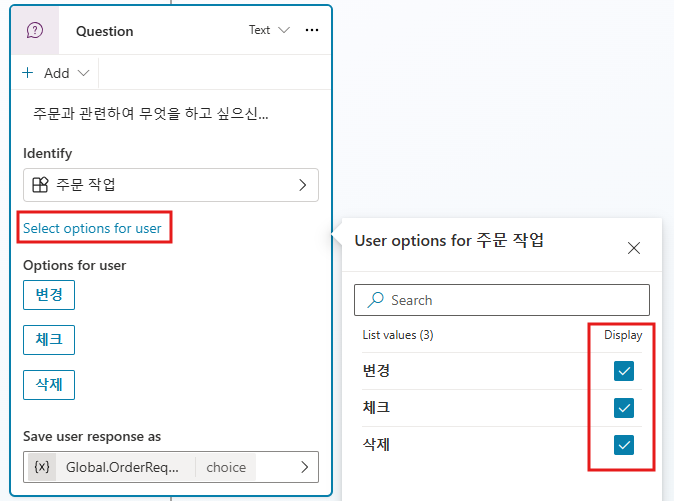 Question
Text
Add
주문과 관련하여 무엇을 하고 싶으신...
Identify
주문 작업
Select options for user
Options for user
변경
체크
삭제
Save user response as
{x} Global.OrderReq... choice
User options for 주문 작업
Search
List values (3) Display
변경
체크
삭제